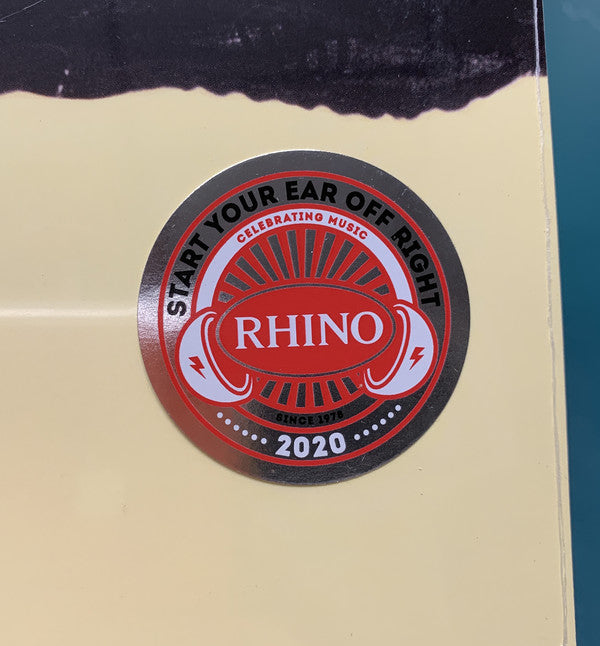 START YOUR EAR OFF RIGHT
CELEBRATING MUSIC
RHINO
SINCE 1978
2020